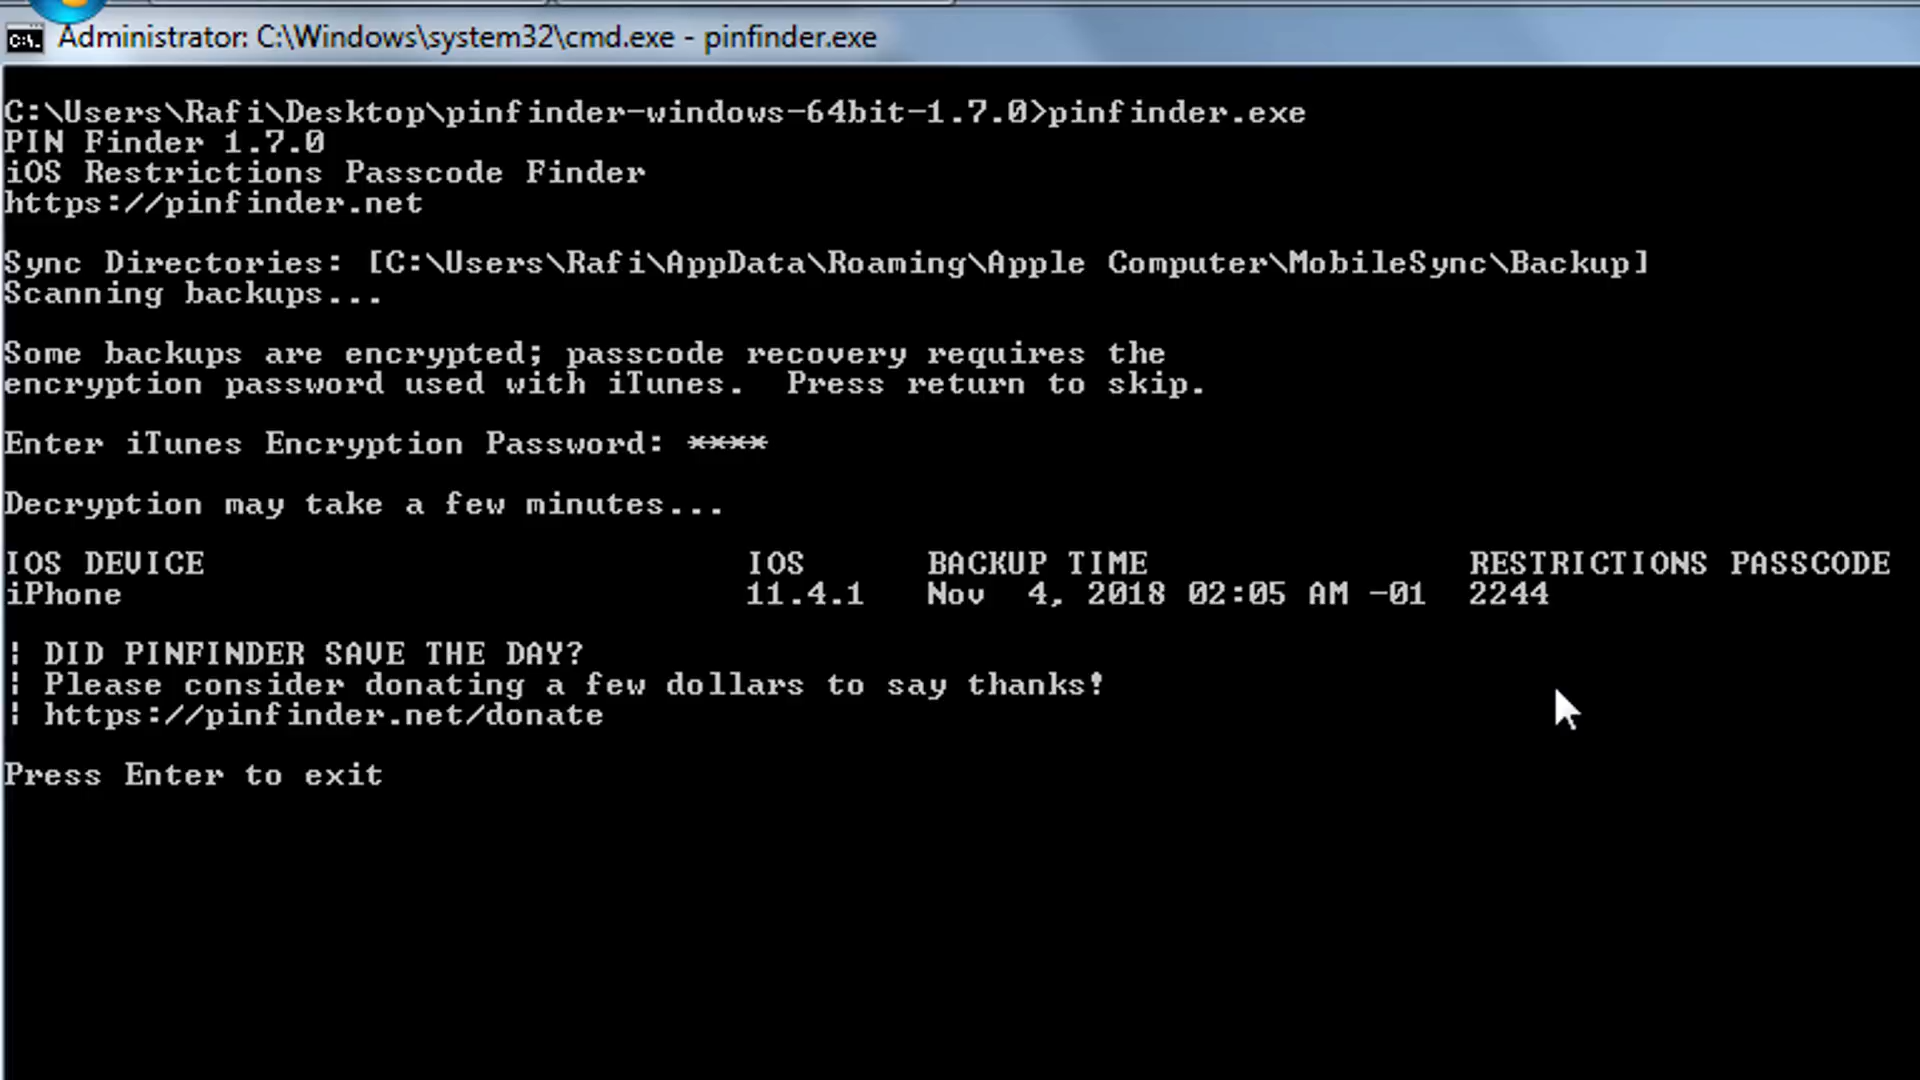 Administrator: C:\Windows\system32\cmd.exe - pinfinder.exe
C:\Users\Rafi\Desktop\pinfinder-windows-64bit-1.7.0>pinfinder.exe
PIN Finder 1.7.0
iOS Restrictions Passcode Finder
https://pinfinder.net
Sync Directories: [C:\Users\Rafi\AppData\Roaming\Apple Computer\MobileSync\Backup]
Scanning backups...
Some backups are encrypted; passcode recovery requires the
encryption password used with iTunes.  Press return to skip.
Enter iTunes Encryption Password: ****
Decryption may take a few minutes...
IOS DEVICE IOS BACKUP TIME RESTRICTIONS PASSCODE
iPhone 11.4.1 Nov  4, 2018 02:05 AM -01 2244
| DID PINFINDER SAVE THE DAY?
| Please consider donating a few dollars to say thanks!
| https://pinfinder.net/donate
Press Enter to exit